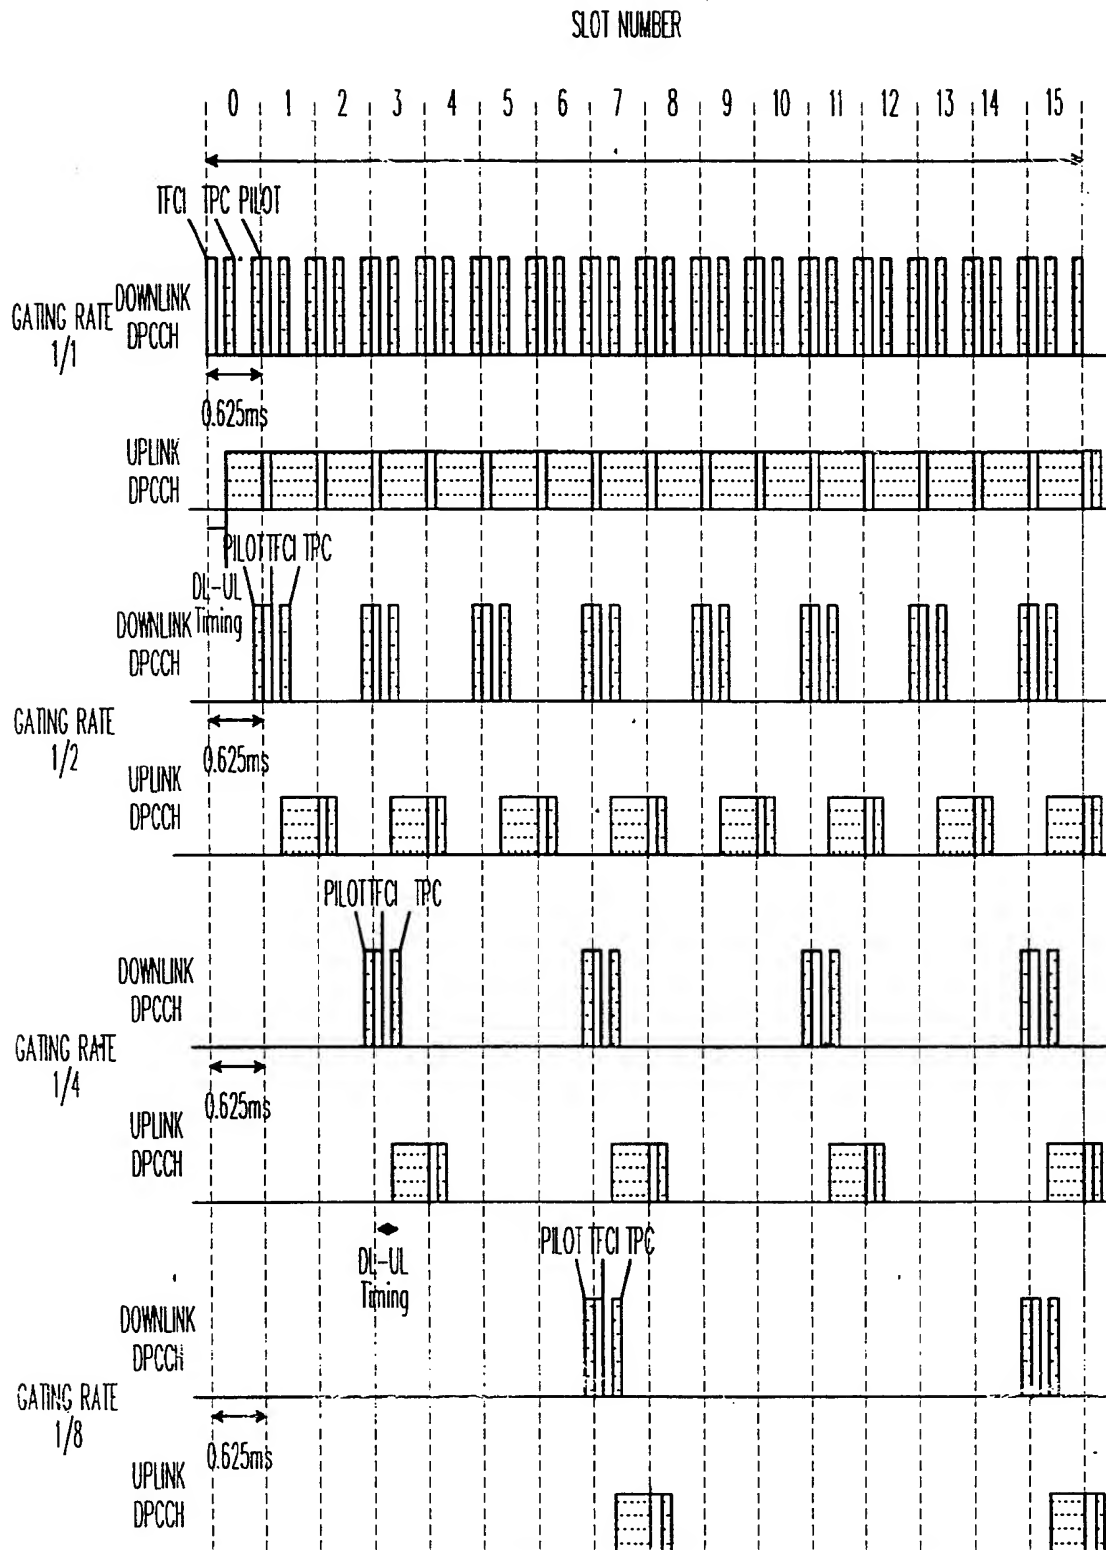 SLOT NUMBER
0 1 2 3 4 5 6 7 8 9 10 11 12 13 14 15
TFCI TPC PILOT
GATING RATE
1/1
DOWNLINK
DPCCH
0.625ms
UPLINK
DPCCH
DL-UL
Timing
PILOT TFCI TPC
DOWNLINK
DPCCH
GATING RATE
1/2
0.625ms
UPLINK
DPCCH
PILOT TFCI TPC
DOWNLINK
DPCCH
GATING RATE
1/4
0.625ms
UPLINK
DPCCH
DL-UL
Timing
PILOT TFCI TPC
DOWNLINK
DPCCH
GATING RATE
1/8
0.625ms
UPLINK
DPCCH